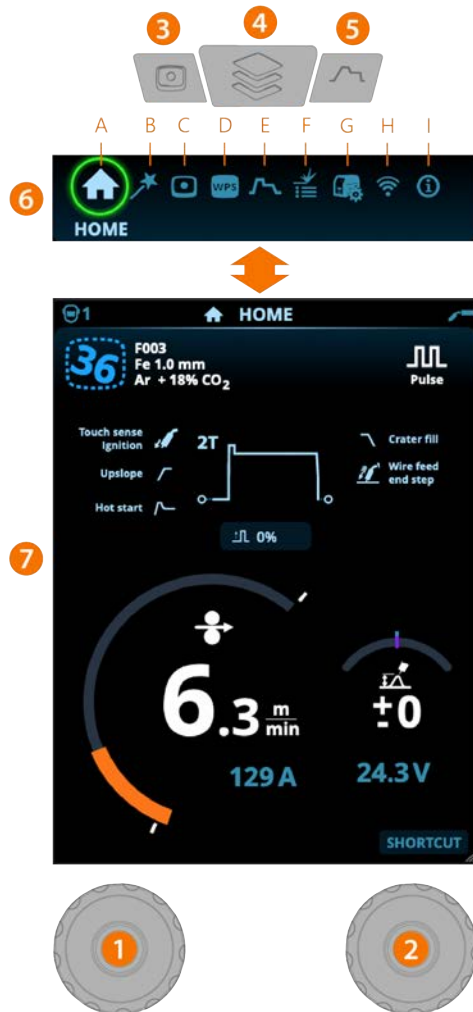 3
4
5
A B C D E F G H I
6
WPS
HOME
1
HOME
36
F003
Fe 1.0 mm
Ar + 18% CO₂
Pulse
Touch sense
Ignition
2T
Crater fill
Upslope
Wire feed
end step
Hot start
0%
7
6.3 m/min
±0
129 A
24.3 V
SHORTCUT
1
2